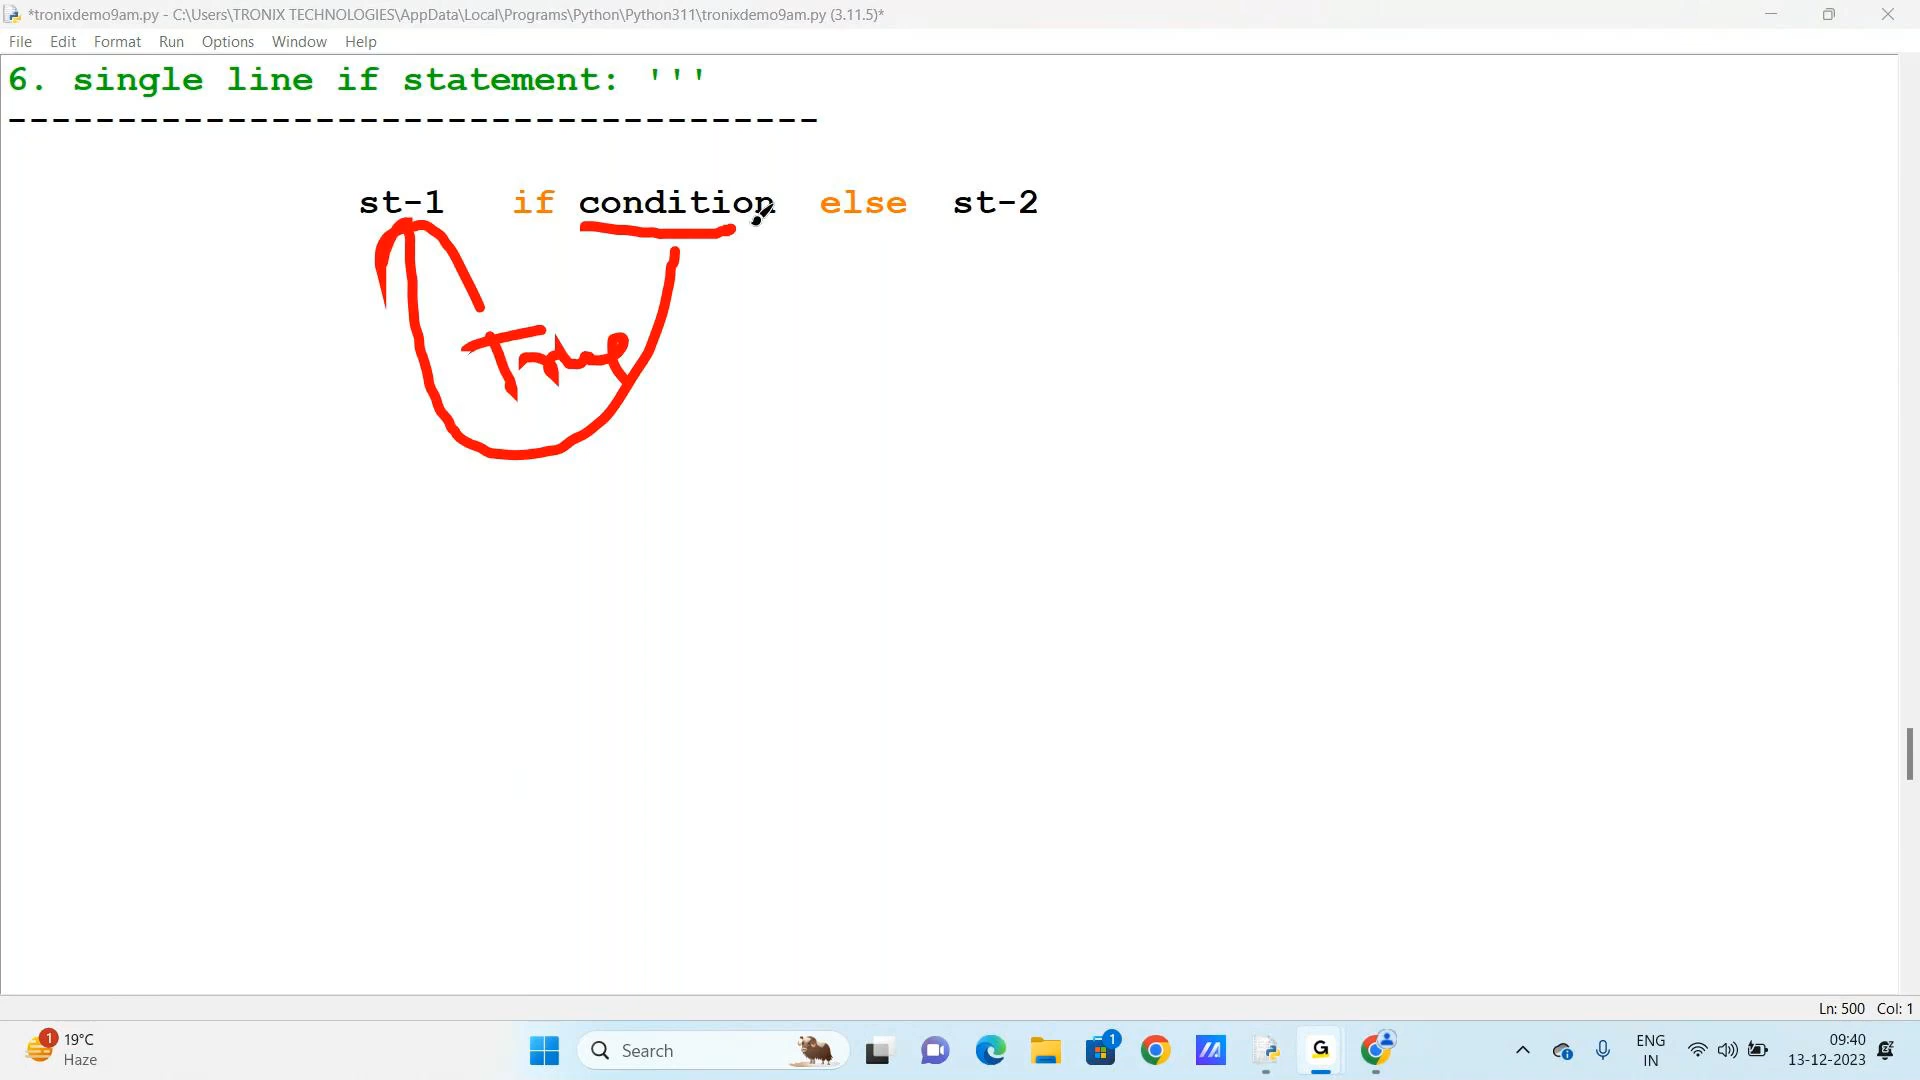 *tronixdemo9am.py - C:\Users\TRONIX TECHNOLOGIES\AppData\Local\Programs\Python\Python311\tronixdemo9am.py (3.11.5)*
File Edit Format Run Options Window Help
6. single line if statement: '''
-------------------------------------
st-1 if condition else st-2
True
Ln: 500 Col: 1
1
19°C
Haze
Search
1
G
ENG
IN
09:40
13-12-2023